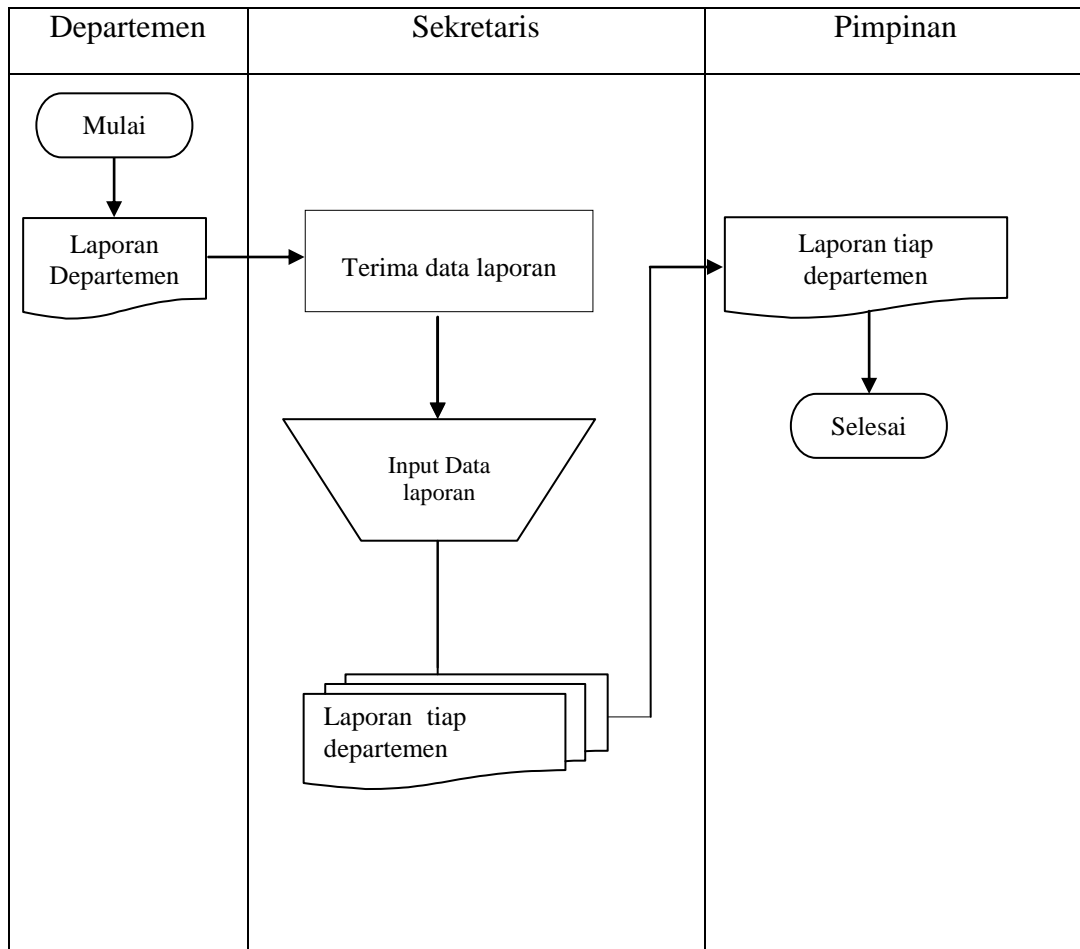 Departemen
Sekretaris
Pimpinan
Mulai
Laporan
Departemen
Terima data laporan
Laporan tiap
departemen
Selesai
Input Data
laporan
Laporan tiap
departemen